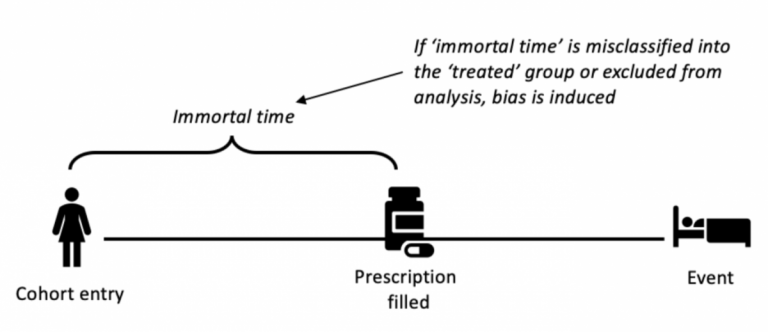 If ‘immortal time’ is misclassified into
the ‘treated’ group or excluded from
analysis, bias is induced
Immortal time
Cohort entry
Prescription
filled
Event